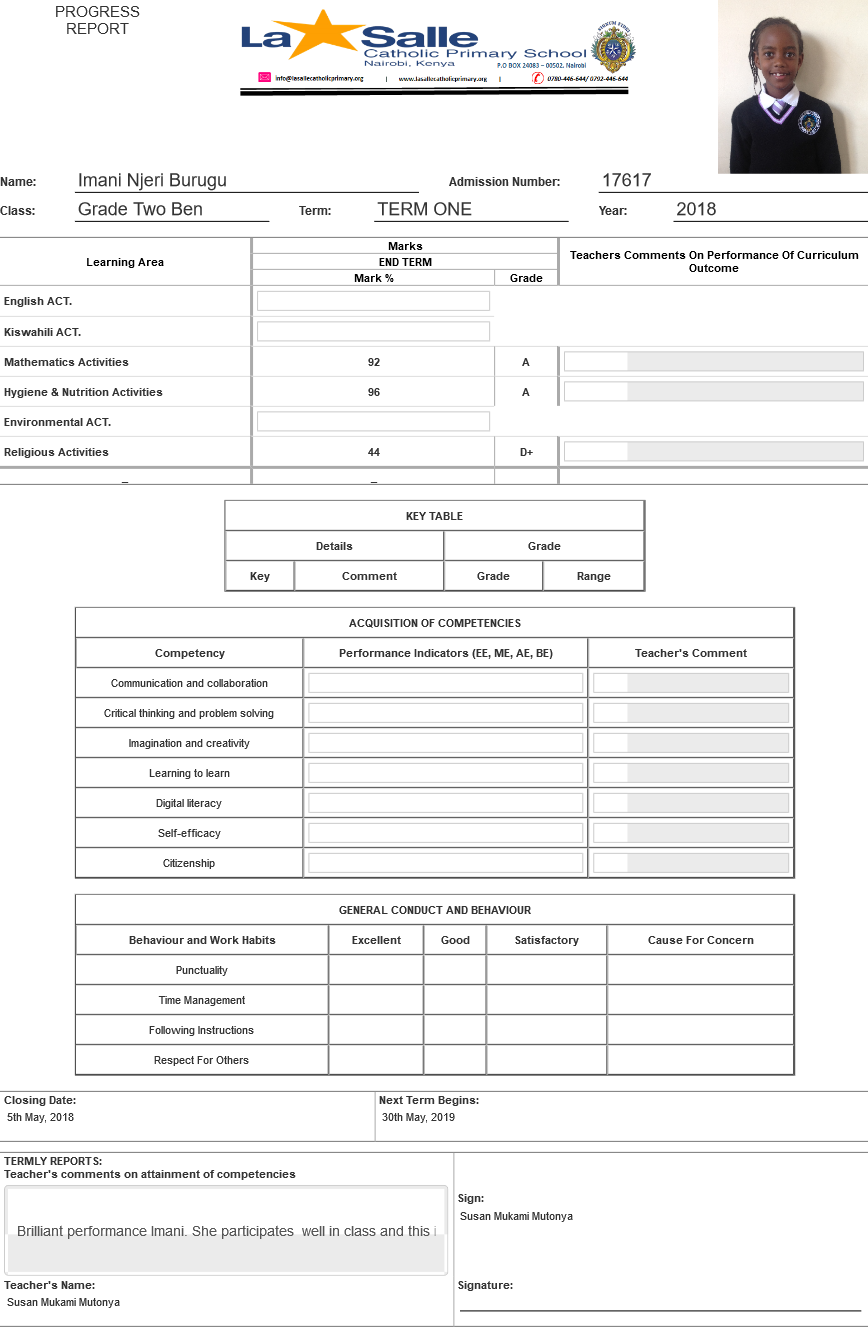 PROGRESS
REPORT
La Salle
Catholic Primary School
Nairobi, Kenya
P.O BOX 24083 – 00502, Nairobi
info@lasallecatholicprimary.org | www.lasallecatholicprimary.org | 0780-446-644/ 0792-446-644
Name: Imani Njeri Burugu Admission Number: 17617
Class: Grade Two Ben Term: TERM ONE Year: 2018
Learning Area Marks Teachers Comments On Performance Of Curriculum Outcome
END TERM
Mark % Grade
English ACT.
Kiswahili ACT.
Mathematics Activities 92 A
Hygiene & Nutrition Activities 96 A
Environmental ACT.
Religious Activities 44 D+
– –
KEY TABLE
Details Grade
Key Comment Grade Range
ACQUISITION OF COMPETENCIES
Competency Performance Indicators (EE, ME, AE, BE) Teacher's Comment
Communication and collaboration
Critical thinking and problem solving
Imagination and creativity
Learning to learn
Digital literacy
Self-efficacy
Citizenship
GENERAL CONDUCT AND BEHAVIOUR
Behaviour and Work Habits Excellent Good Satisfactory Cause For Concern
Punctuality
Time Management
Following Instructions
Respect For Others
Closing Date: Next Term Begins:
5th May, 2018 30th May, 2019
TERMLY REPORTS:
Teacher's comments on attainment of competencies
Brilliant performance Imani. She participates well in class and this
Sign:
Susan Mukami Mutonya
Teacher's Name: Signature:
Susan Mukami Mutonya